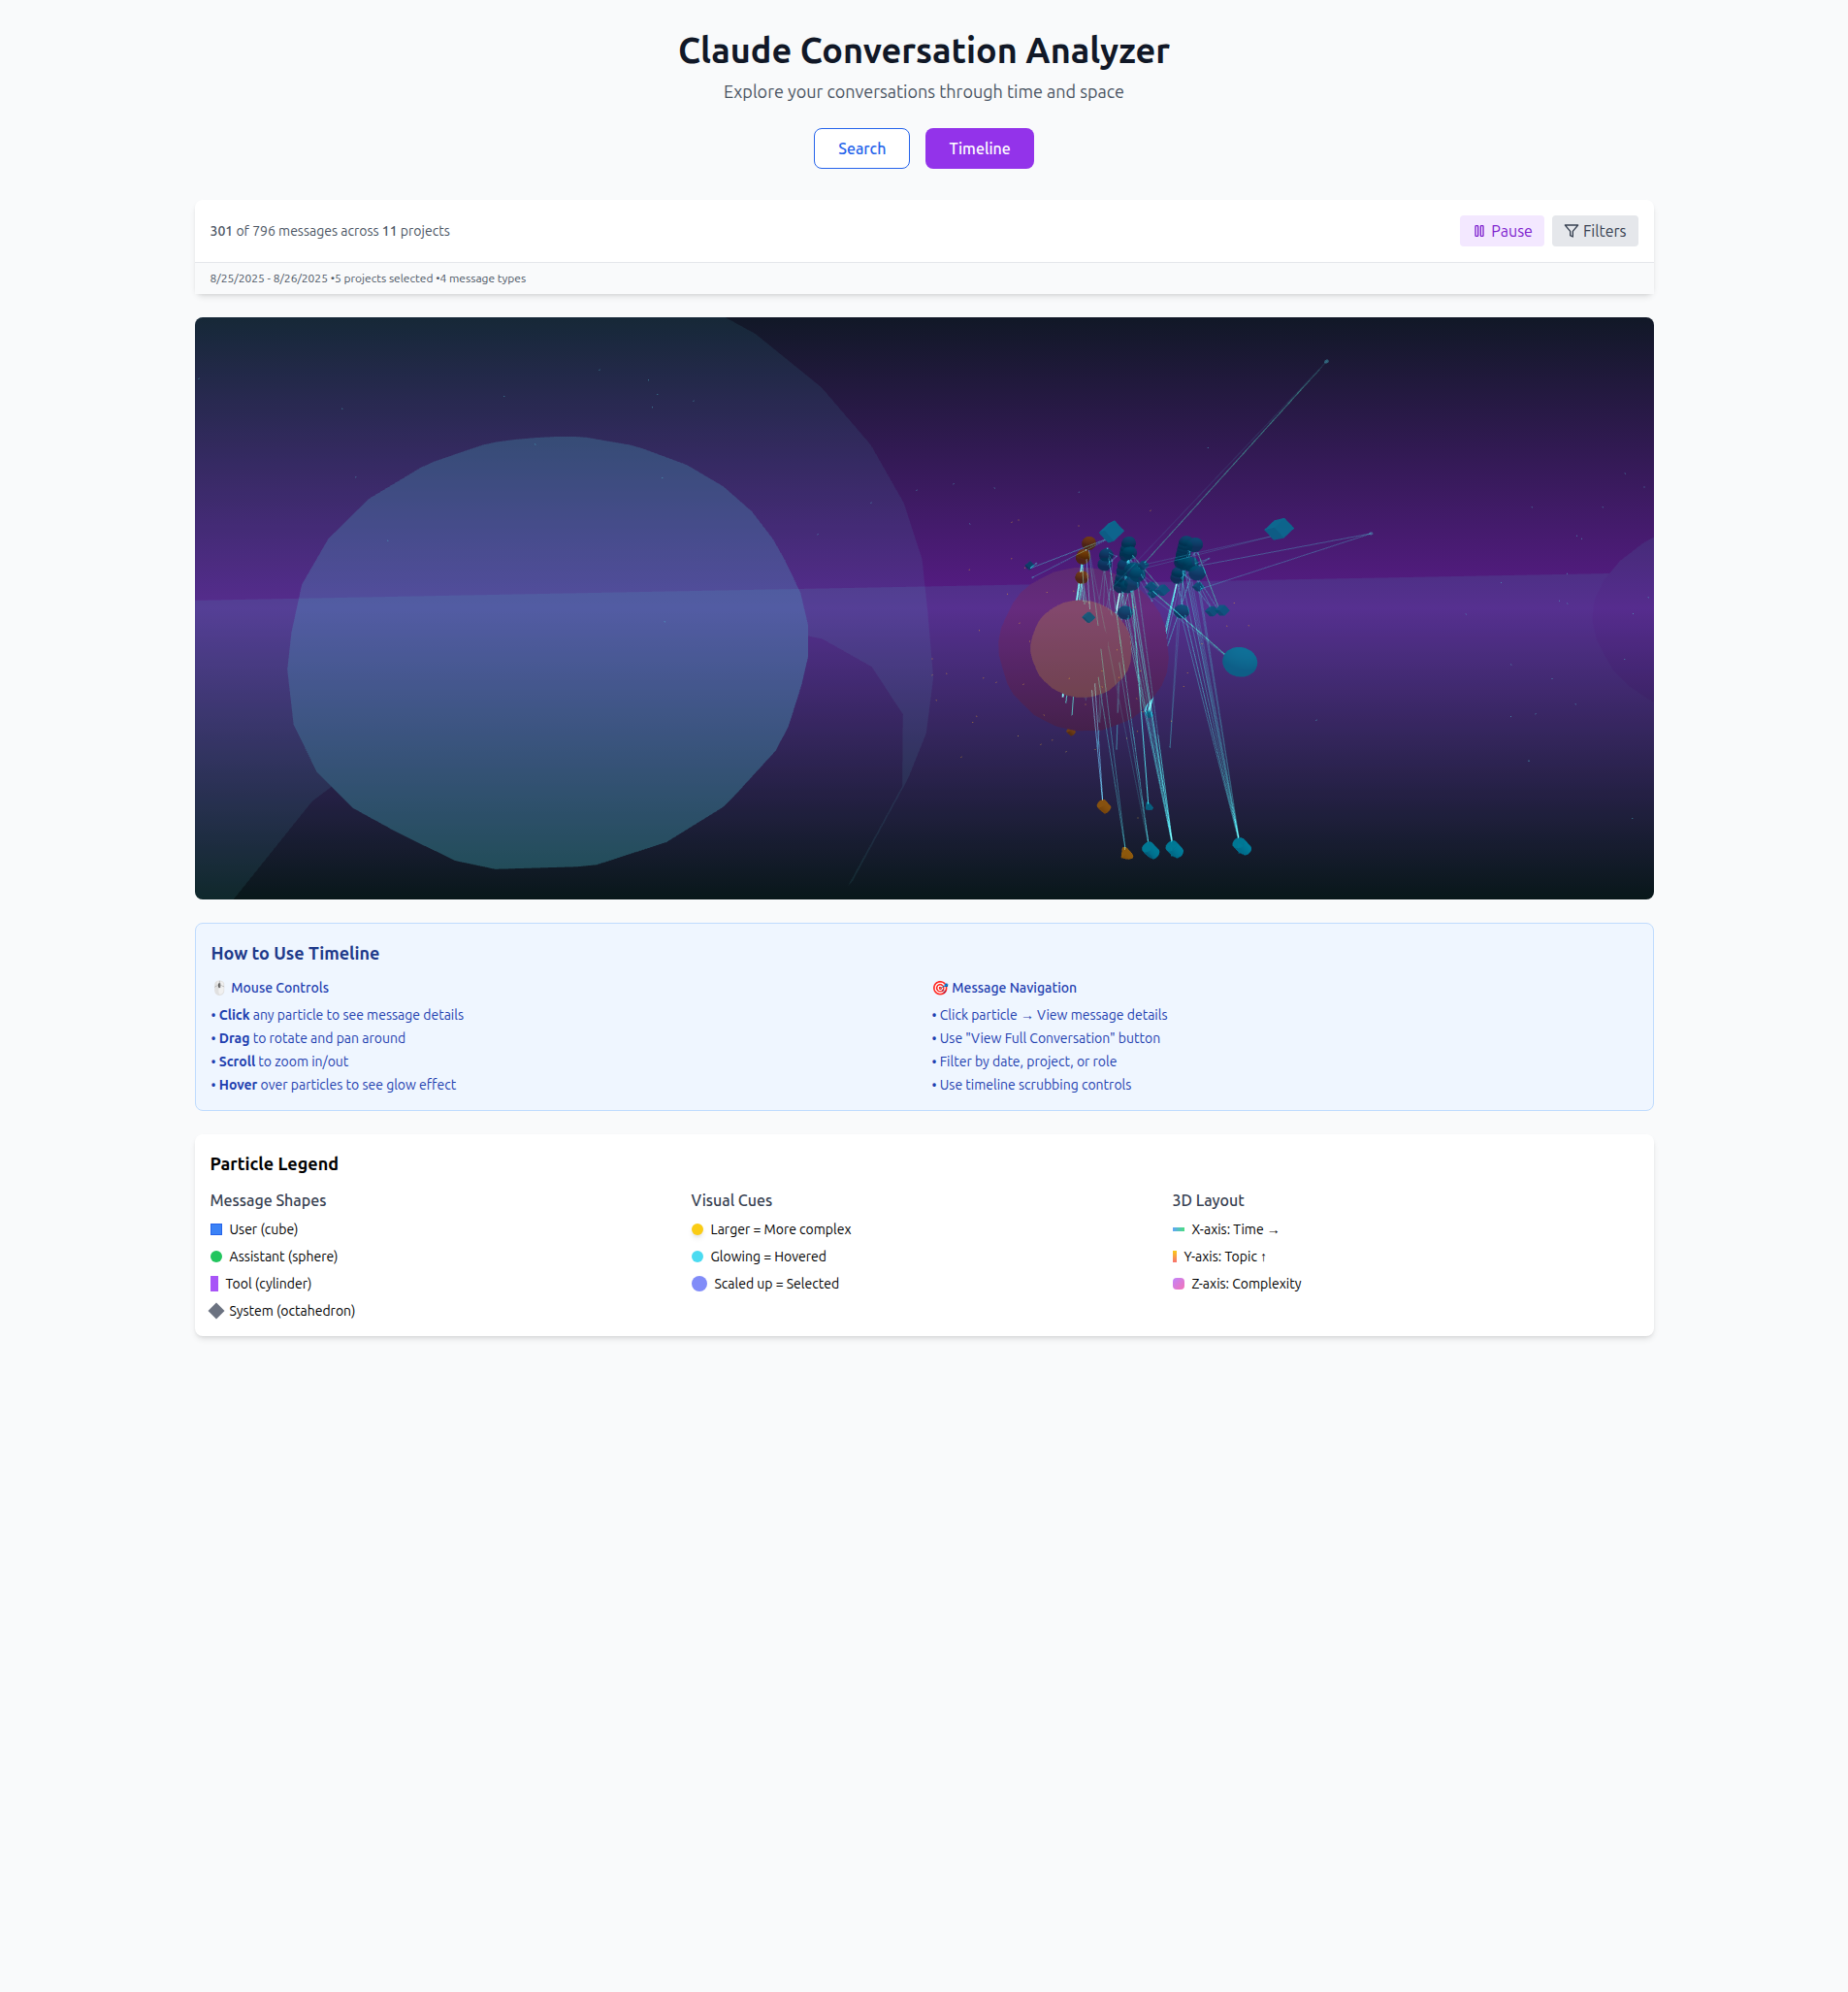 Claude Conversation Analyzer
Explore your conversations through time and space
Search
Timeline
301 of 796 messages across 11 projects
Pause
Filters
8/25/2025 - 8/26/2025 •5 projects selected •4 message types
How to Use Timeline
🖱️ Mouse Controls
• Click any particle to see message details
• Drag to rotate and pan around
• Scroll to zoom in/out
• Hover over particles to see glow effect
🎯 Message Navigation
• Click particle → View message details
• Use "View Full Conversation" button
• Filter by date, project, or role
• Use timeline scrubbing controls
Particle Legend
Message Shapes
User (cube)
Assistant (sphere)
Tool (cylinder)
System (octahedron)
Visual Cues
Larger = More complex
Glowing = Hovered
Scaled up = Selected
3D Layout
X-axis: Time →
Y-axis: Topic ↑
Z-axis: Complexity